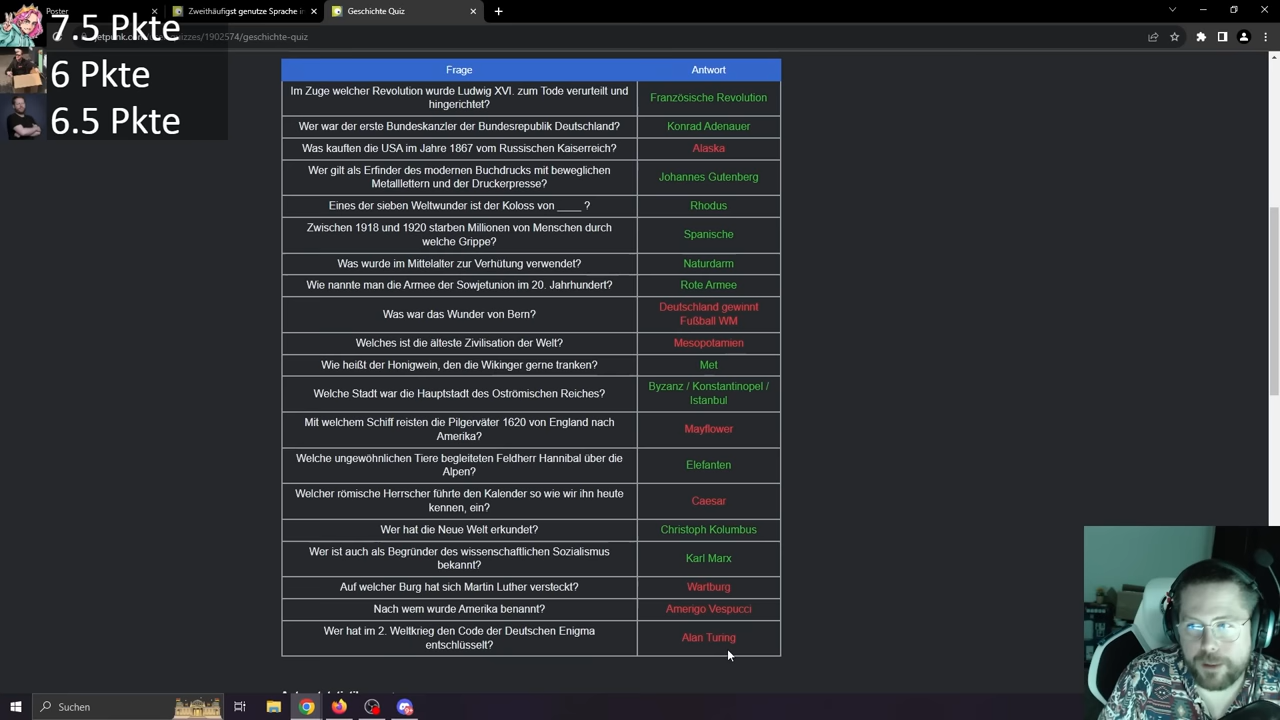 7.5 Pkte
6 Pkte
6.5 Pkte
Poster
Zweithäufigst genutze Sprache i
Geschichte Quiz
jetpunk.com
zzes/1902574/geschichte-quiz
Frage
Antwort
Im Zuge welcher Revolution wurde Ludwig XVI. zum Tode verurteilt und
hingerichtet?
Französische Revolution
Wer war der erste Bundeskanzler der Bundesrepublik Deutschland?
Konrad Adenauer
Was kauften die USA im Jahre 1867 vom Russischen Kaiserreich?
Alaska
Wer gilt als Erfinder des modernen Buchdrucks mit beweglichen
Metalllettern und der Druckerpresse?
Johannes Gutenberg
Eines der sieben Weltwunder ist der Koloss von ____ ?
Rhodus
Zwischen 1918 und 1920 starben Millionen von Menschen durch
welche Grippe?
Spanische
Was wurde im Mittelalter zur Verhütung verwendet?
Naturdarm
Wie nannte man die Armee der Sowjetunion im 20. Jahrhundert?
Rote Armee
Was war das Wunder von Bern?
Deutschland gewinnt
Fußball WM
Welches ist die älteste Zivilisation der Welt?
Mesopotamien
Wie heißt der Honigwein, den die Wikinger gerne tranken?
Met
Welche Stadt war die Hauptstadt des Oströmischen Reiches?
Byzanz / Konstantinopel /
Istanbul
Mit welchem Schiff reisten die Pilgerväter 1620 von England nach
Amerika?
Mayflower
Welche ungewöhnlichen Tiere begleiteten Feldherr Hannibal über die
Alpen?
Elefanten
Welcher römische Herrscher führte den Kalender so wie wir ihn heute
kennen, ein?
Caesar
Wer hat die Neue Welt erkundet?
Christoph Kolumbus
Wer ist auch als Begründer des wissenschaftlichen Sozialismus
bekannt?
Karl Marx
Auf welcher Burg hat sich Martin Luther versteckt?
Wartburg
Nach wem wurde Amerika benannt?
Amerigo Vespucci
Wer hat im 2. Weltkrieg den Code der Deutschen Enigma
entschlüsselt?
Alan Turing
Suchen